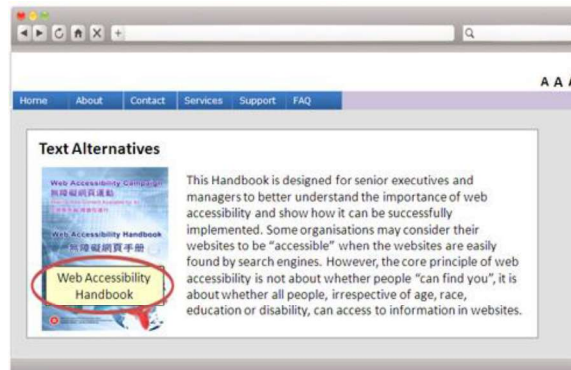 A A
Home About Contact Services Support FAQ
Text Alternatives
Web Accessibility Campaign
無障礙網頁運動
Web Accessibility Handbook
無障礙網頁手冊
Web Accessibility
Handbook
This Handbook is designed for senior executives and
managers to better understand the importance of web
accessibility and show how it can be successfully
implemented. Some organisations may consider their
websites to be “accessible” when the websites are easily
found by search engines. However, the core principle of web
accessibility is not about whether people “can find you”, it is
about whether all people, irrespective of age, race,
education or disability, can access to information in websites.